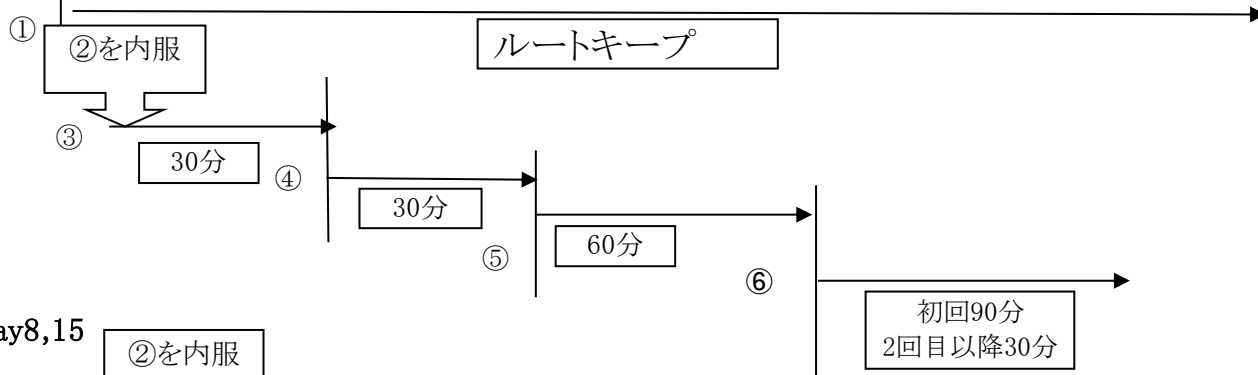 ①
②を内服
ルートキープ
③
30分
④
30分
⑤
60分
⑥
初回90分
2回目以降30分
ay8,15
②を内服